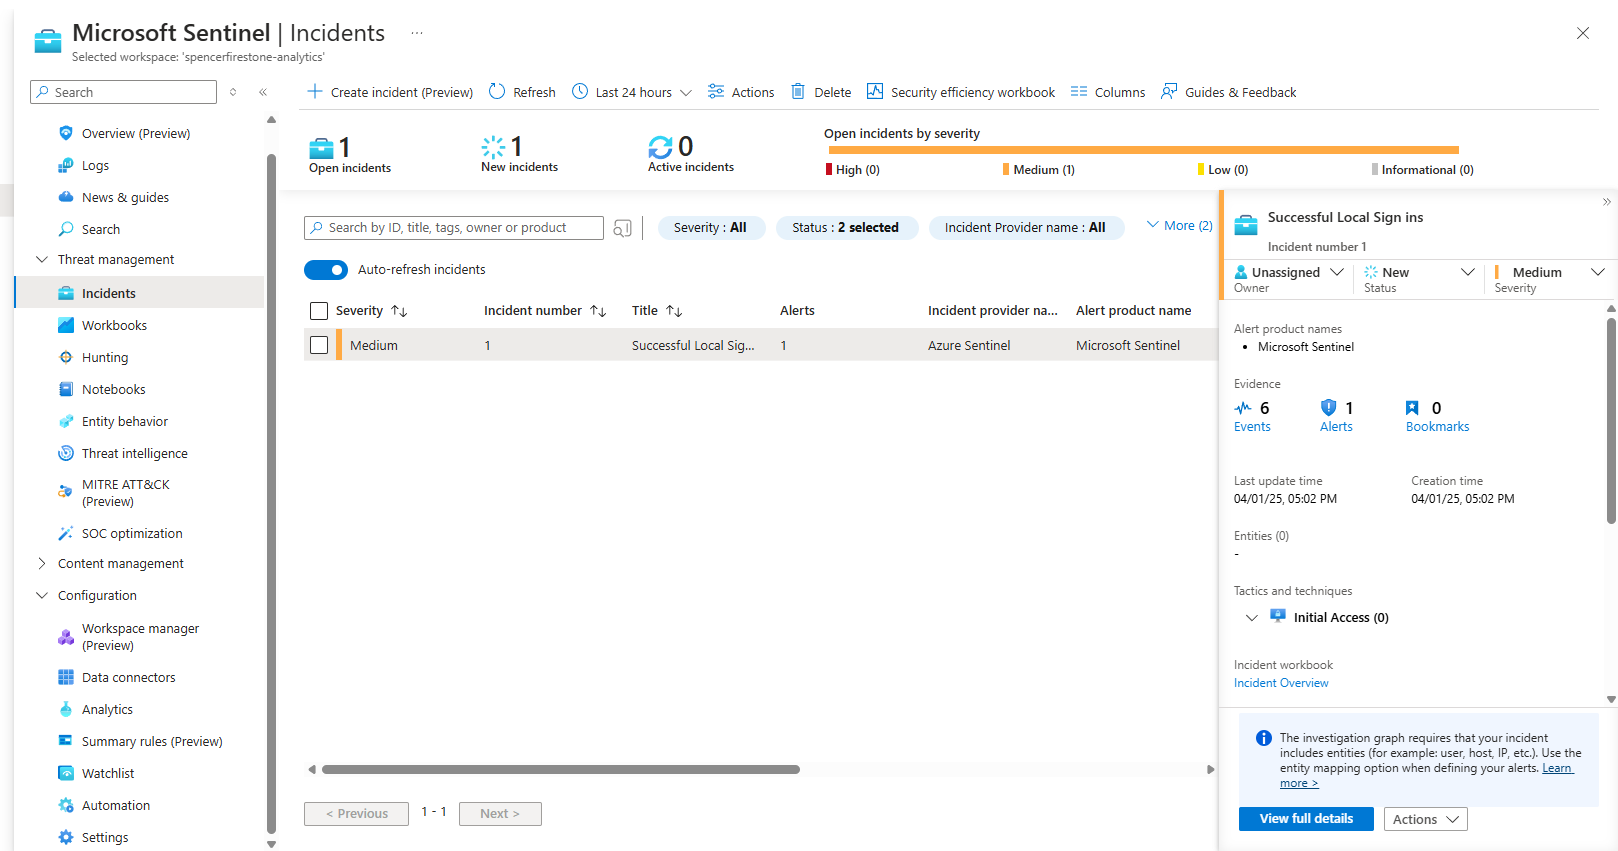 Microsoft Sentinel | Incidents ...
Selected workspace: 'spencerfirestone-analytics'
Search
Overview (Preview)
Logs
News & guides
Search
Threat management
Incidents
Workbooks
Hunting
Notebooks
Entity behavior
Threat intelligence
MITRE ATT&CK
(Preview)
SOC optimization
Content management
Configuration
Workspace manager
(Preview)
Data connectors
Analytics
Summary rules (Preview)
Watchlist
Automation
Settings
Create incident (Preview) Refresh Last 24 hours Actions Delete Security efficiency workbook Columns Guides & Feedback
1 Open incidents
1 New incidents
0 Active incidents
Open incidents by severity
High (0) Medium (1) Low (0) Informational (0)
Search by ID, title, tags, owner or product
Severity : All Status : 2 selected Incident Provider name : All More (2)
Auto-refresh incidents
Severity Incident number Title Alerts Incident provider na... Alert product name
Medium 1 Successful Local Sig... 1 Azure Sentinel Microsoft Sentinel
< Previous 1 - 1 Next >
Successful Local Sign ins
Incident number 1
Unassigned New Medium
Owner Status Severity
Alert product names
• Microsoft Sentinel
Evidence
6 1 0
Events Alerts Bookmarks
Last update time Creation time
04/01/25, 05:02 PM 04/01/25, 05:02 PM
Entities (0)
-
Tactics and techniques
Initial Access (0)
Incident workbook
Incident Overview
The investigation graph requires that your incident
includes entities (for example: user, host, IP, etc.). Use the
entity mapping option when defining your alerts. Learn
more >
View full details Actions